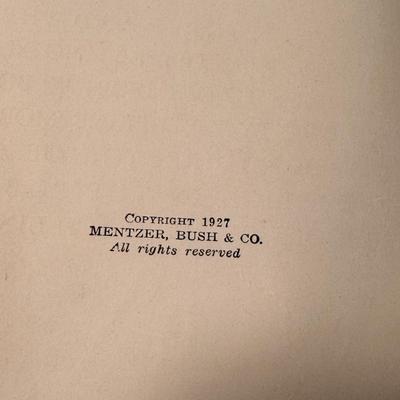 COPYRIGHT 1927
MENTZER, BUSH & CO.
All rights reserved